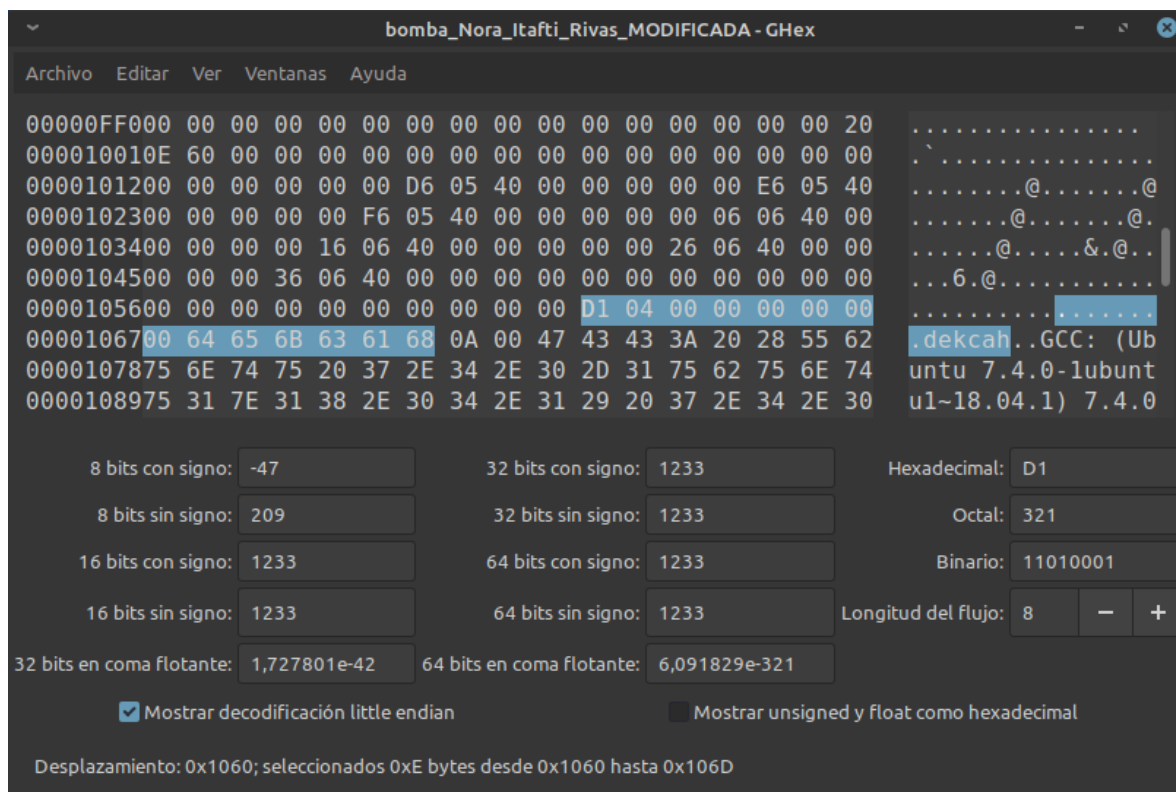 bomba_Nora_Itafti_Rivas_MODIFICADA - GHex
Archivo Editar Ver Ventanas Ayuda
00000FF000 00 00 00 00 00 00 00 00 00 00 00 00 00 00 00 20 ................ 
000010010E 60 00 00 00 00 00 00 00 00 00 00 00 00 00 00 00 .`...............
0000101200 00 00 00 00 00 D6 05 40 00 00 00 00 00 E6 05 40 ........@.......@
0000102300 00 00 00 00 F6 05 40 00 00 00 00 00 06 06 40 00 .......@.......@.
0000103400 00 00 00 16 06 40 00 00 00 00 00 26 06 40 00 00 ......@.....&.@..
0000104500 00 00 36 06 40 00 00 00 00 00 00 00 00 00 00 00 ...6.@...........
0000105600 00 00 00 00 00 00 00 00 00 D1 04 00 00 00 00 00 .................
0000106700 64 65 6B 63 61 68 0A 00 47 43 43 3A 20 28 55 62 .dekcah..GCC: (Ub
0000107875 6E 74 75 20 37 2E 34 2E 30 2D 31 75 62 75 6E 74 untu 7.4.0-1ubunt
0000108975 31 7E 31 38 2E 30 34 2E 31 29 20 37 2E 34 2E 30 u1~18.04.1) 7.4.0
8 bits con signo: -47 32 bits con signo: 1233 Hexadecimal: D1
8 bits sin signo: 209 32 bits sin signo: 1233 Octal: 321
16 bits con signo: 1233 64 bits con signo: 1233 Binario: 11010001
16 bits sin signo: 1233 64 bits sin signo: 1233 Longitud del flujo: 8 − +
32 bits en coma flotante: 1,727801e-42 64 bits en coma flotante: 6,091829e-321
Mostrar decodificación little endian Mostrar unsigned y float como hexadecimal
Desplazamiento: 0x1060; seleccionados 0xE bytes desde 0x1060 hasta 0x106D